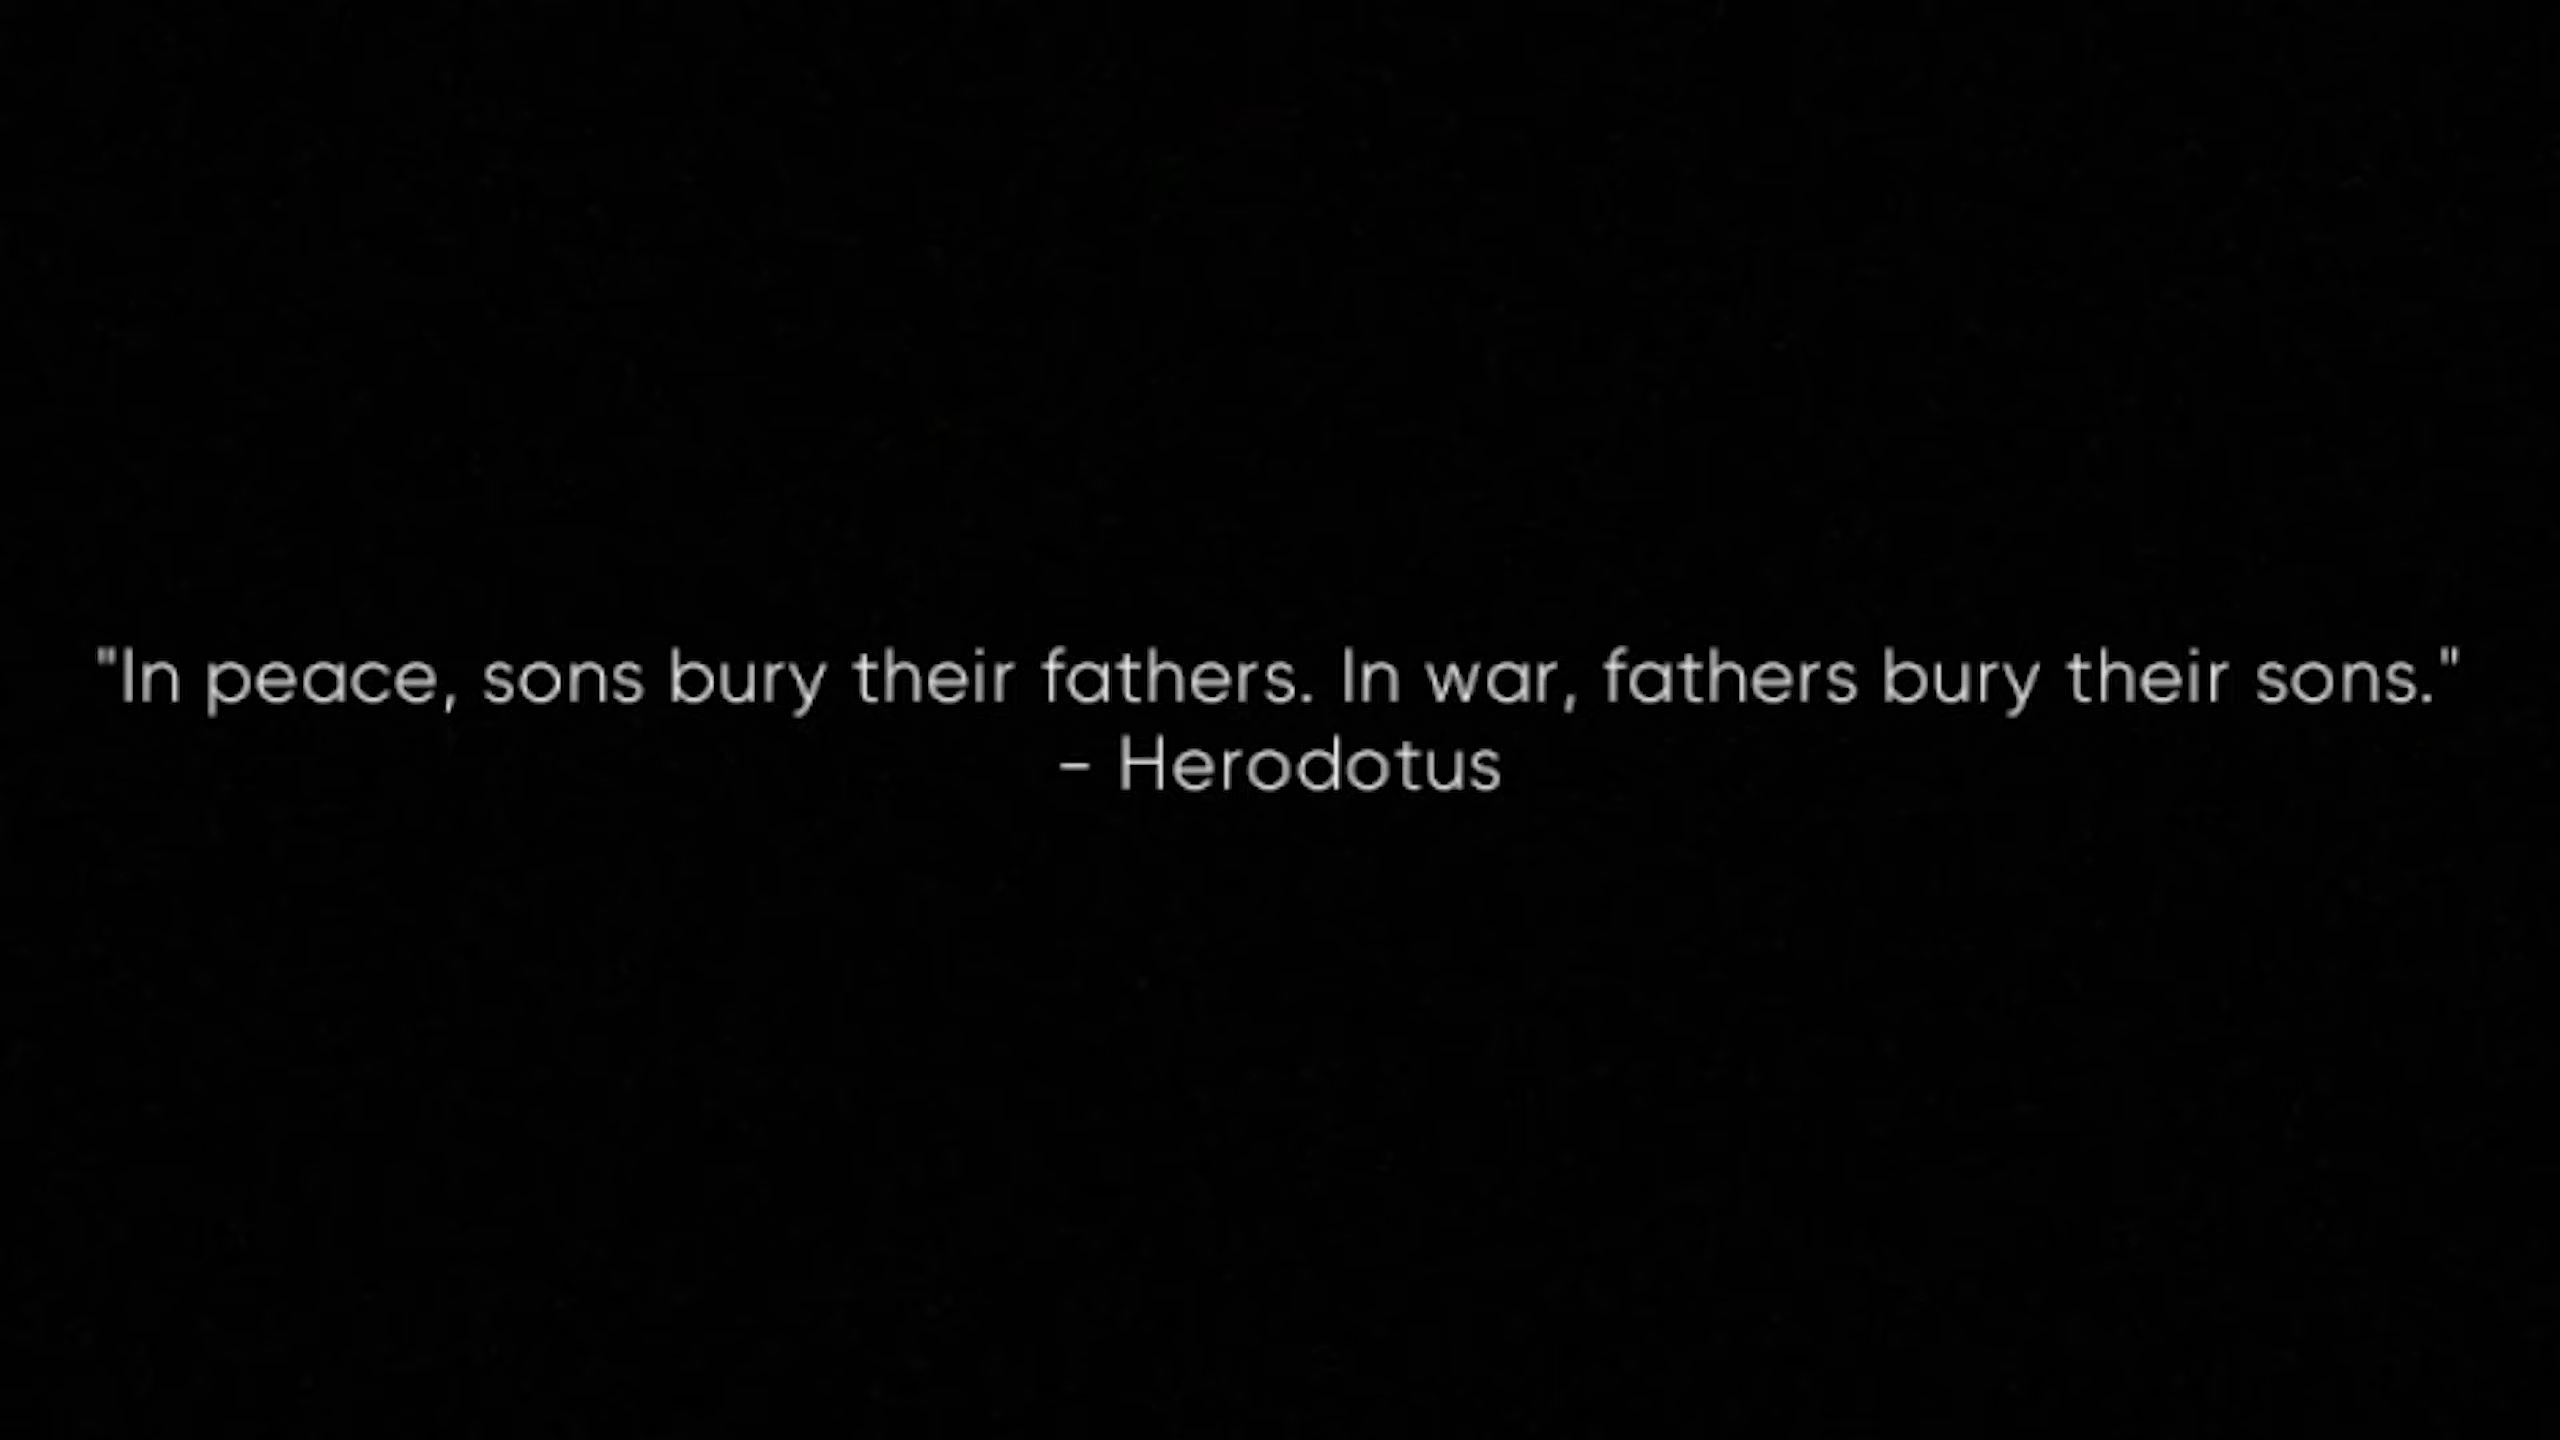 "In peace, sons bury their fathers. In war, fathers bury their sons."
- Herodotus